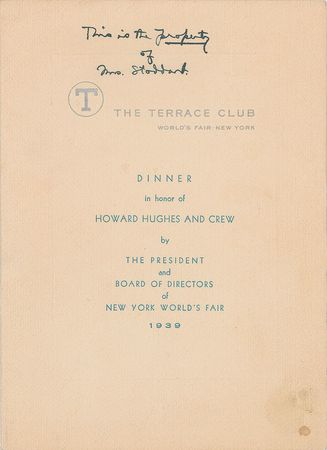 This is the property
of
Mrs. Stoddard.
T
THE TERRACE CLUB
WORLD'S FAIR·NEW YORK
DINNER
in honor of
HOWARD HUGHES AND CREW
by
THE PRESIDENT
and
BOARD OF DIRECTORS
of
NEW YORK WORLD'S FAIR
1939